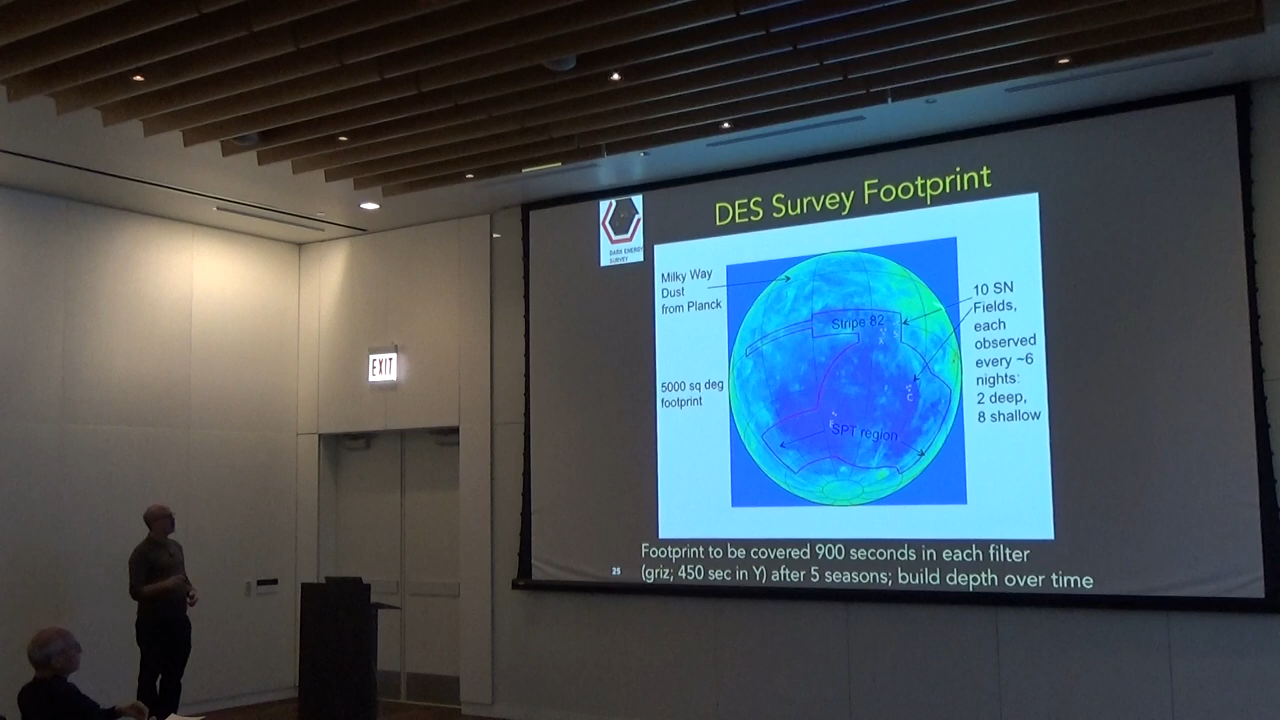 DES Survey Footprint
DARK ENERGY
SURVEY
Milky Way
Dust
from Planck
Stripe 82
10 SN
Fields,
each
observed
every ~6
nights:
2 deep,
8 shallow
5000 sq deg
footprint
SPT region
EXIT
Footprint to be covered 900 seconds in each filter
(griz; 450 sec in Y) after 5 seasons; build depth over time
25